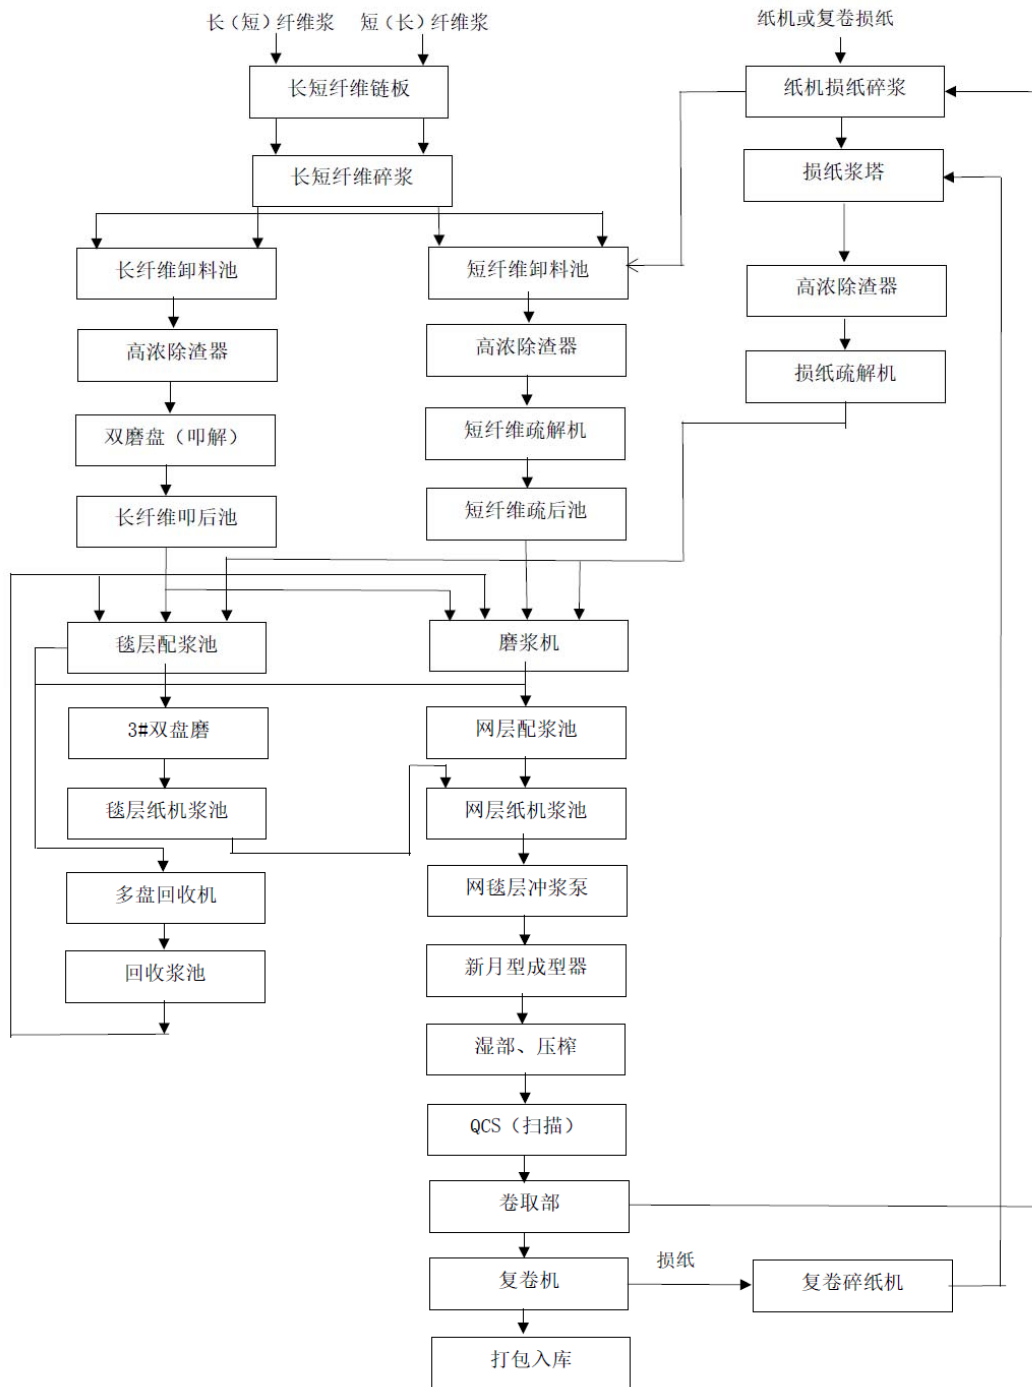 长（短）纤维浆
短（长）纤维浆
纸机或复卷损纸
长短纤维链板
纸机损纸碎浆
长短纤维碎浆
损纸浆塔
长纤维卸料池
短纤维卸料池
高浓除渣器
高浓除渣器
高浓除渣器
损纸疏解机
双磨盘（叩解）
短纤维疏解机
长纤维叩后池
短纤维疏后池
毯层配浆池
磨浆机
3#双盘磨
网层配浆池
毯层纸机浆池
网层纸机浆池
多盘回收机
网毯层冲浆泵
回收浆池
新月型成型器
湿部、压榨
QCS（扫描）
卷取部
复卷机
损纸
复卷碎纸机
打包入库